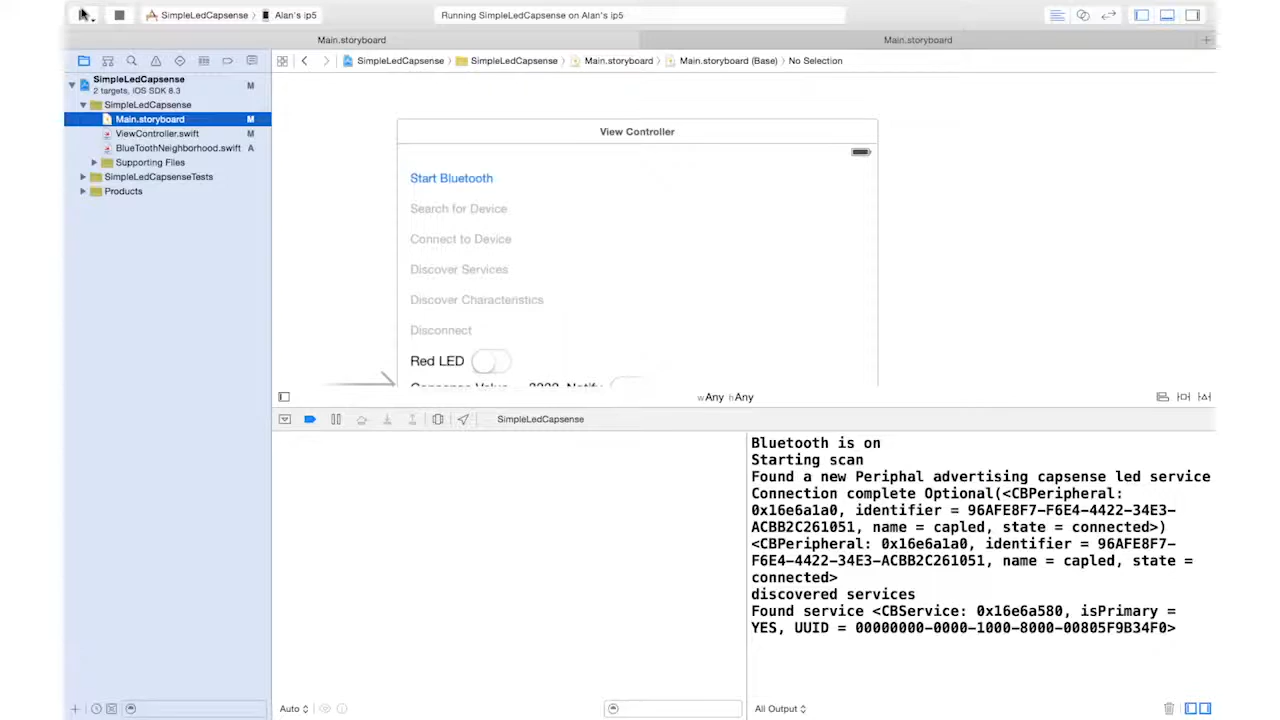 SimpleLedCapsense
Alan's ip5
Running SimpleLedCapsense on Alan's ip5
Main.storyboard
Main.storyboard
SimpleLedCapsense
SimpleLedCapsense
Main.storyboard
Main.storyboard (Base)
No Selection
SimpleLedCapsense M
2 targets, iOS SDK 8.3
SimpleLedCapsense
Main.storyboard M
ViewController.swift M
BlueToothNeighborhood.swift A
Supporting Files
SimpleLedCapsenseTests
Products
View Controller
Start Bluetooth
Search for Device
Connect to Device
Discover Services
Discover Characteristics
Disconnect
Red LED
wAny hAny
SimpleLedCapsense
Bluetooth is on
Starting scan
Found a new Periphal advertising capsense led service
Connection complete Optional(<CBPeripheral:
0x16e6a1a0, identifier = 96AFE8F7-F6E4-4422-34E3-
ACBB2C261051, name = capled, state = connected>)
<CBPeripheral: 0x16e6a1a0, identifier = 96AFE8F7-
F6E4-4422-34E3-ACBB2C261051, name = capled, state =
connected>
discovered services
Found service <CBService: 0x16e6a580, isPrimary =
YES, UUID = 00000000-0000-1000-8000-00805F9B34F0>
Auto
All Output